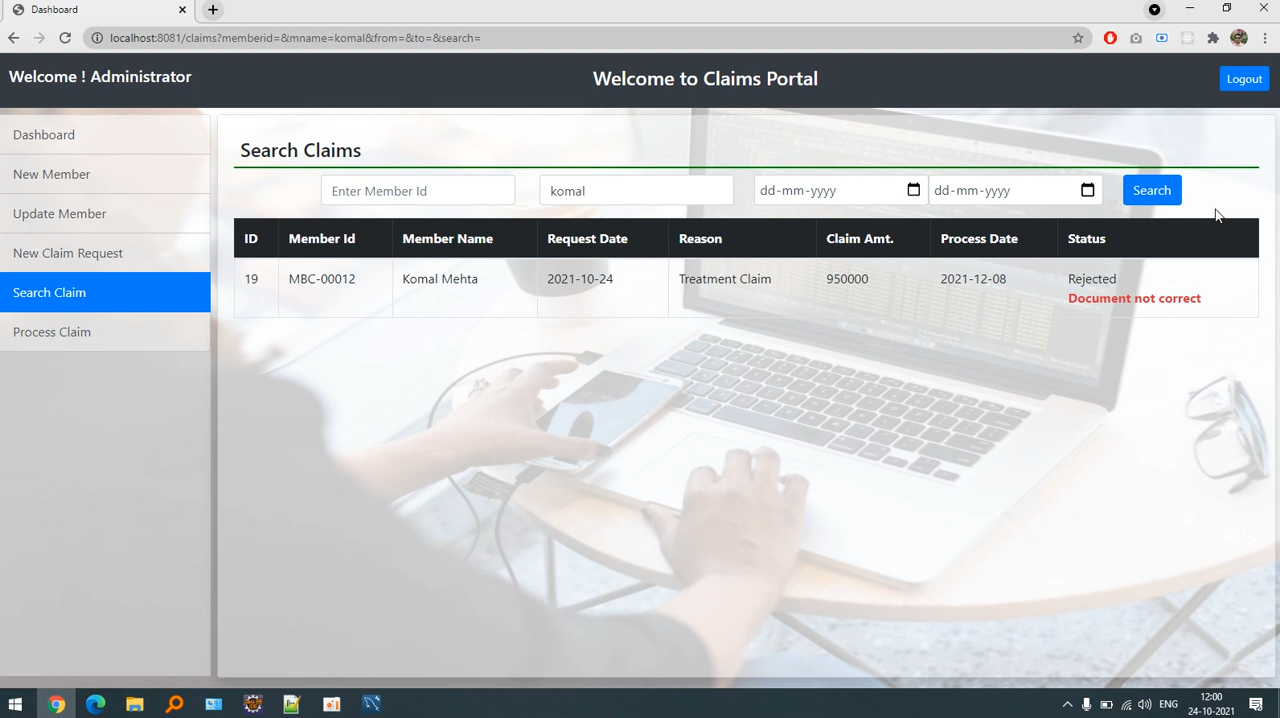 Dashboard
localhost:8081/claims?memberid=&mname=komal&from=&to=&search=
Welcome ! Administrator
Welcome to Claims Portal
Logout
Dashboard
New Member
Update Member
New Claim Request
Search Claim
Process Claim
Search Claims
Enter Member Id
komal
dd-mm-yyyy
dd-mm-yyyy
Search
ID Member Id Member Name Request Date Reason Claim Amt. Process Date Status
19 MBC-00012 Komal Mehta 2021-10-24 Treatment Claim 950000 2021-12-08 Rejected
Document not correct
ENG
12:00
24-10-2021